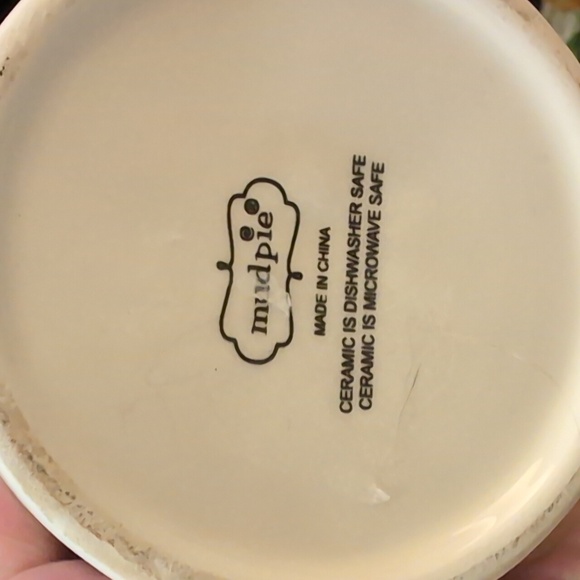 mudpie
MADE IN CHINA
CERAMIC IS DISHWASHER SAFE
CERAMIC IS MICROWAVE SAFE